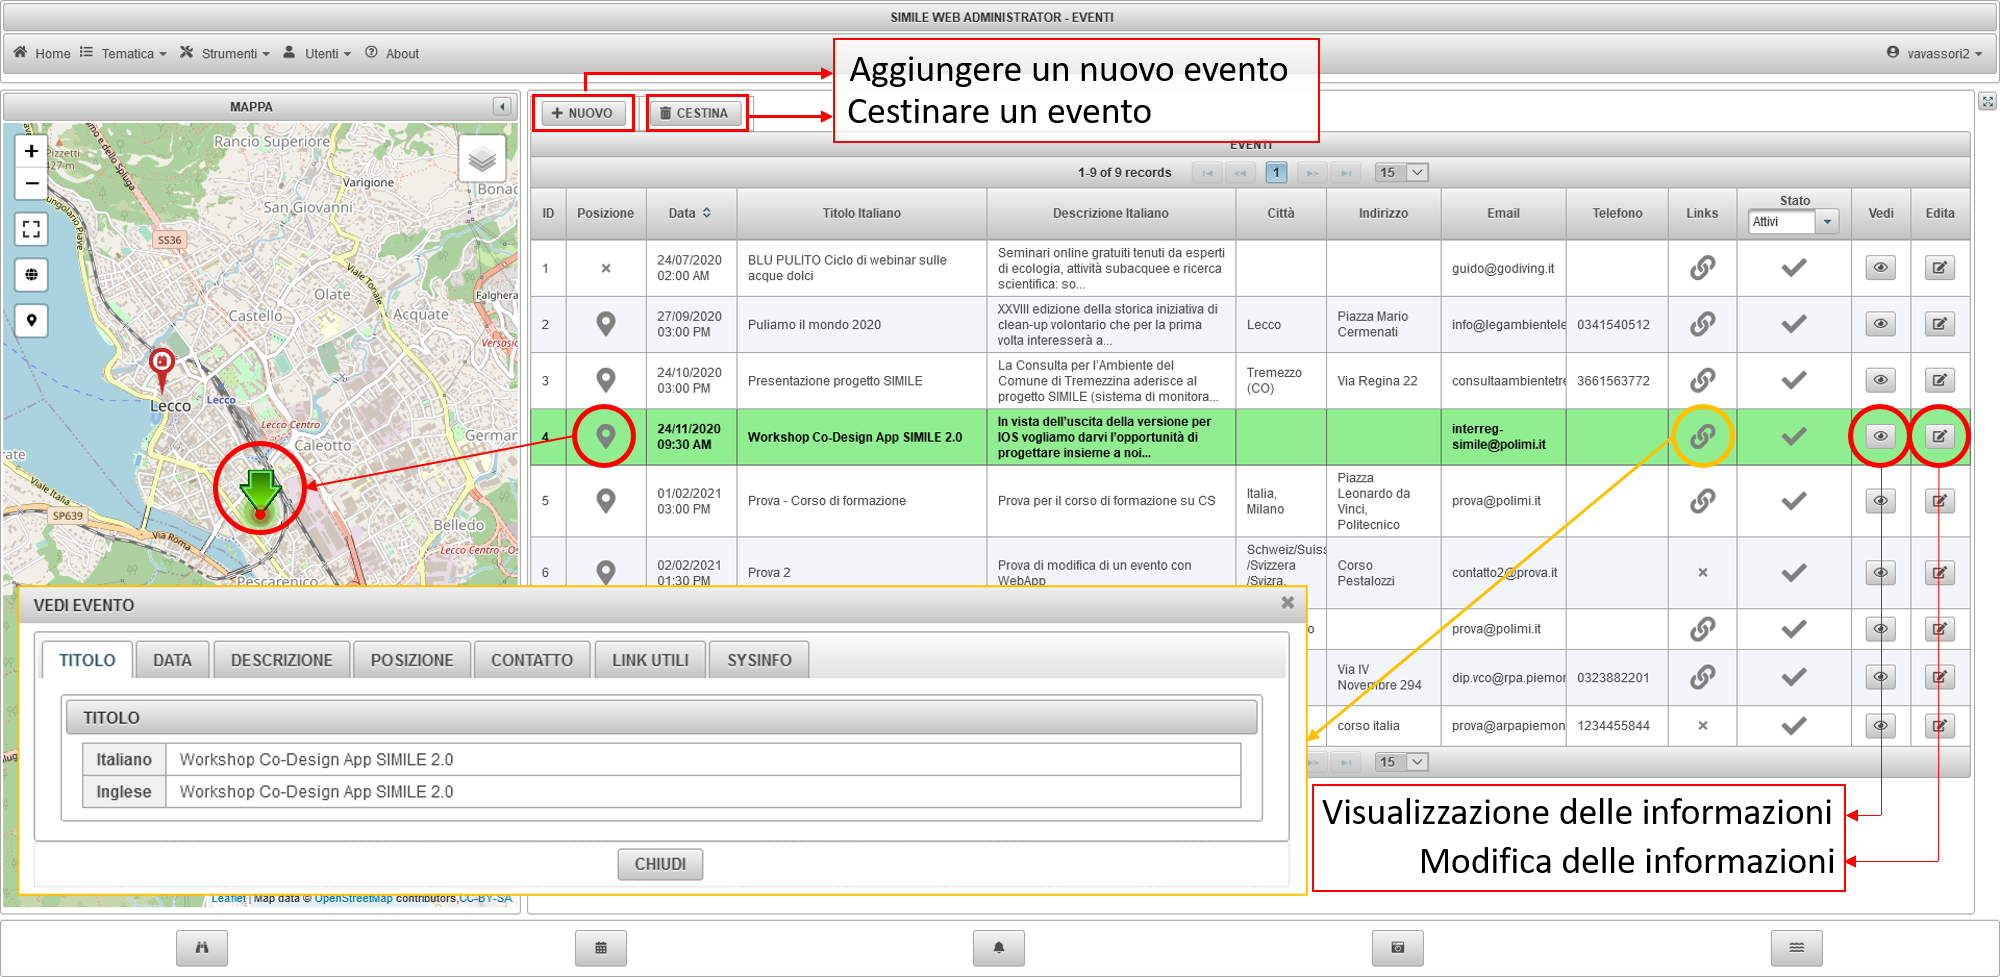 SIMILE WEB ADMINISTRATOR - EVENTI
Home Tematica Strumenti Utenti About
vavassori2
Aggiungere un nuovo evento
Cestinare un evento
MAPPA
NUOVO
CESTINA
EVENTI
1-9 of 9 records 1 15
ID Posizione Data Titolo Italiano Descrizione Italiano Città Indirizzo Email Telefono Links Stato Vedi Edita
Attivi
1
24/07/2020
02:00 AM
BLU PULITO Ciclo di webinar sulle
acque dolci
Seminari online gratuiti tenuti da esperti
di ecologia, attività subacquee e ricerca
scientifica: so...
guido@godiving.it
2
27/09/2020
03:00 PM
Puliamo il mondo 2020
XXVIII edizione della storica iniziativa di
clean-up volontario che per la prima
volta interesserà a...
Lecco
Piazza Mario
Cermenati
info@legambientele
0341540512
3
24/10/2020
03:00 PM
Presentazione progetto SIMILE
La Consulta per l'Ambiente del
Comune di Tremezzina aderisce al
progetto SIMILE (sistema di monitora...
Tremezzo
(CO)
Via Regina 22
consultaambientetre
3661563772
4
24/11/2020
09:30 AM
Workshop Co-Design App SIMILE 2.0
In vista dell'uscita della versione per
IOS vogliamo darvi l'opportunità di
progettare insieme a noi...
interreg-
simile@polimi.it
5
01/02/2021
03:00 PM
Prova - Corso di formazione
Prova per il corso di formazione su CS
Italia,
Milano
Piazza
Leonardo da
Vinci,
Politecnico
prova@polimi.it
6
02/02/2021
01:30 PM
Prova 2
Prova di modifica di un evento con
WebApp
Schweiz/Suiss
/Svizzera
/Svizra,
Corso
Pestalozzi
contatto2@prova.it
o
prova@polimi.it
Via IV
Novembre 294
dip.vco@rpa.piemon
0323882201
corso italia
prova@arpapiemon
1234455844
15
+
−
Pizzetti
427 m
Rancio Superiore
Varigione
Bonac
San Giovanni
SS36
Viale Tonale
Olate
Falghera
Castello
Acquate
Versasio
Lecco
Lecco
Lecco Centro
Caleotto
German
Viale Italia
SP639
Via Roma
Belledo
Lecco Centro - Os
Pescarenico
VEDI EVENTO
TITOLO DATA DESCRIZIONE POSIZIONE CONTATTO LINK UTILI SYSINFO
TITOLO
Italiano Workshop Co-Design App SIMILE 2.0
Inglese Workshop Co-Design App SIMILE 2.0
CHIUDI
Visualizzazione delle informazioni
Modifica delle informazioni
Leaflet | Map data © OpenStreetMap contributors,CC-BY-SA